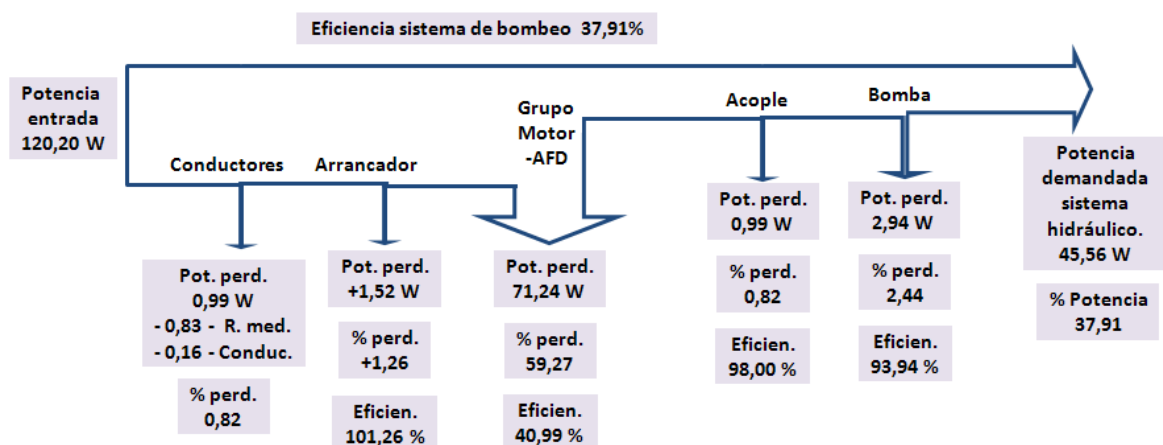 Eficiencia sistema de bombeo 37,91%
Potencia
entrada
120,20 W
Conductores
Arrancador
Grupo
Motor
-AFD
Acople
Bomba
Pot. perd.
0,99 W
- 0,83 - R. med.
- 0,16 - Conduc.
% perd.
0,82
Pot. perd.
+1,52 W
% perd.
+1,26
Eficien.
101,26 %
Pot. perd.
71,24 W
% perd.
59,27
Eficien.
40,99 %
Pot. perd.
0,99 W
% perd.
0,82
Eficien.
98,00 %
Pot. perd.
2,94 W
% perd.
2,44
Eficien.
93,94 %
Potencia
demandada
sistema
hidráulico.
45,56 W
% Potencia
37,91